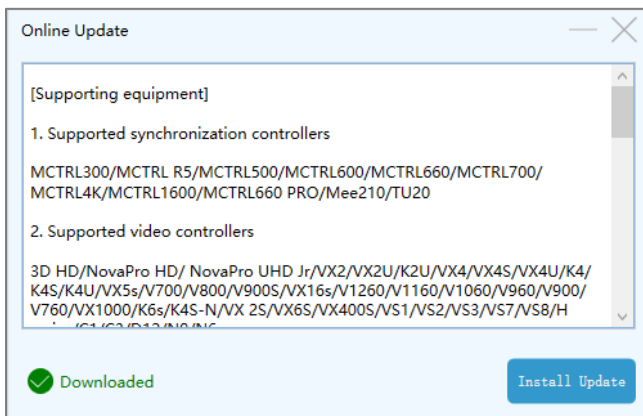 Online Update
[Supporting equipment]
1. Supported synchronization controllers
MCTRL300/MCTRL R5/MCTRL500/MCTRL600/MCTRL660/MCTRL700/
MCTRL4K/MCTRL1600/MCTRL660 PRO/Mee210/TU20
2. Supported video controllers
3D HD/NovaPro HD/ NovaPro UHD Jr/VX2/VX2U/K2U/VX4/VX4S/VX4U/K4/
K4S/K4U/VX5s/V700/V800/V900S/VX16s/V1260/V1160/V1060/V960/V900/
V760/VX1000/K6s/K4S-N/VX 2S/VX6S/VX400S/VS1/VS2/VS3/VS7/VS8/H
Downloaded
Install Update